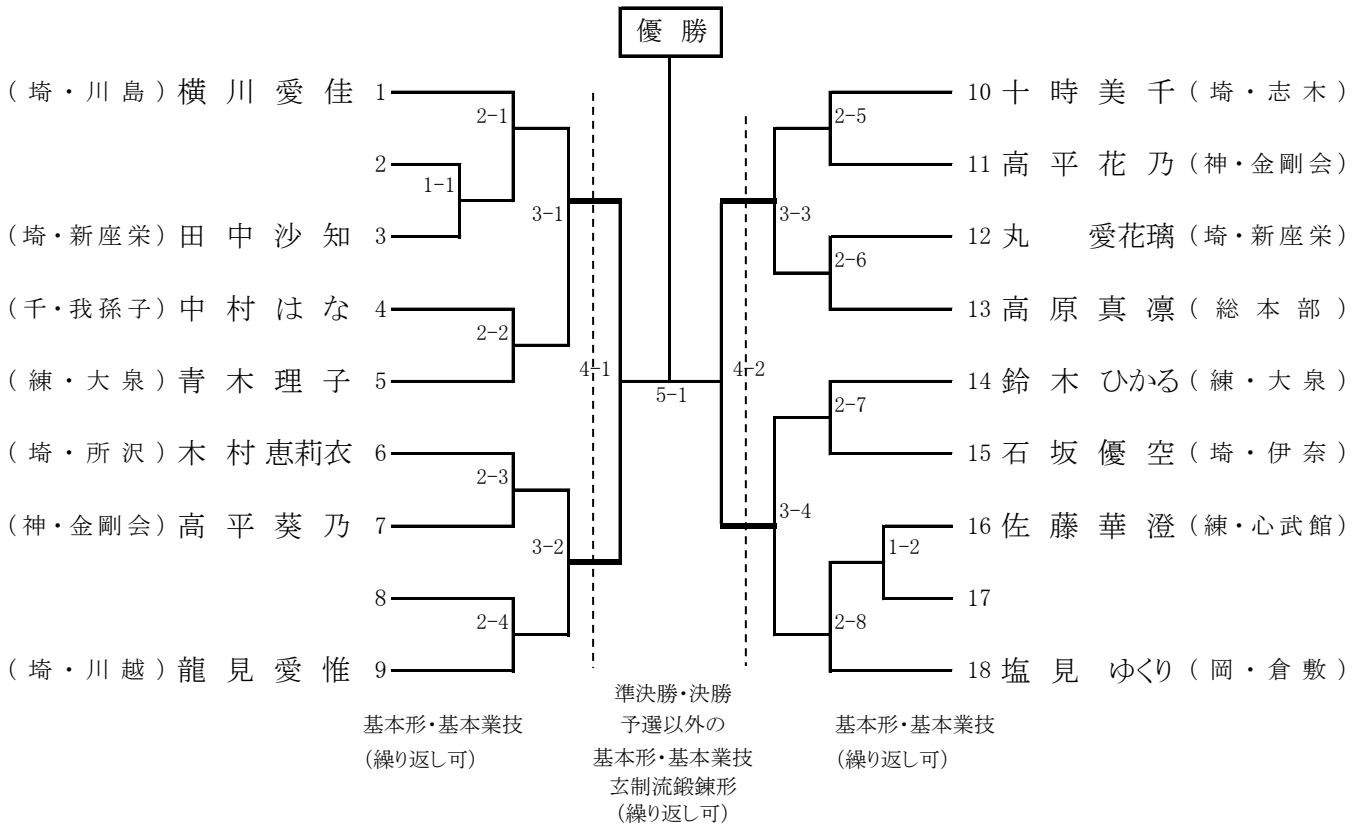 優勝
(埼・川島) 横川愛佳 1
2-1
2
1-1
(埼・新座栄) 田中沙知 3
3-1
(千・我孫子) 中村はな 4
2-2
(練・大泉) 青木理子 5
4-1
(埼・所沢) 木村恵莉衣 6
2-3
(神・金剛会) 高平葵乃 7
3-2
8
2-4
(埼・川越) 龍見愛惟 9
5-1
10 十時美千 (埼・志木)
2-5
11 高平花乃 (神・金剛会)
3-3
12 丸 愛花璃 (埼・新座栄)
2-6
13 高原真凛 (総本部)
4-2
14 鈴木ひかる (練・大泉)
2-7
15 石坂優空 (埼・伊奈)
3-4
16 佐藤華澄 (練・心武館)
1-2
17
2-8
18 塩見ゆくり (岡・倉敷)
基本形・基本業技
(繰り返し可)
準決勝・決勝
予選以外の
基本形・基本業技
玄制流鍛錬形
(繰り返し可)
基本形・基本業技
(繰り返し可)